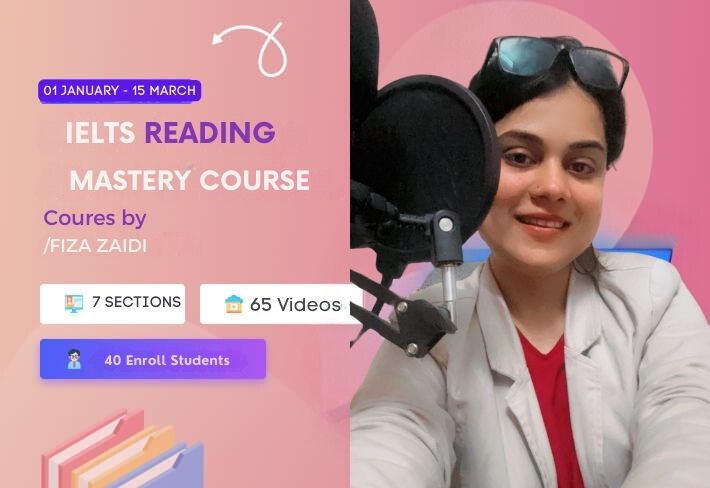 01 JANUARY - 15 MARCH
IELTS READING
MASTERY COURSE
Coures by
/FIZA ZAIDI
7 SECTIONS
65 Videos
40 Enroll Students